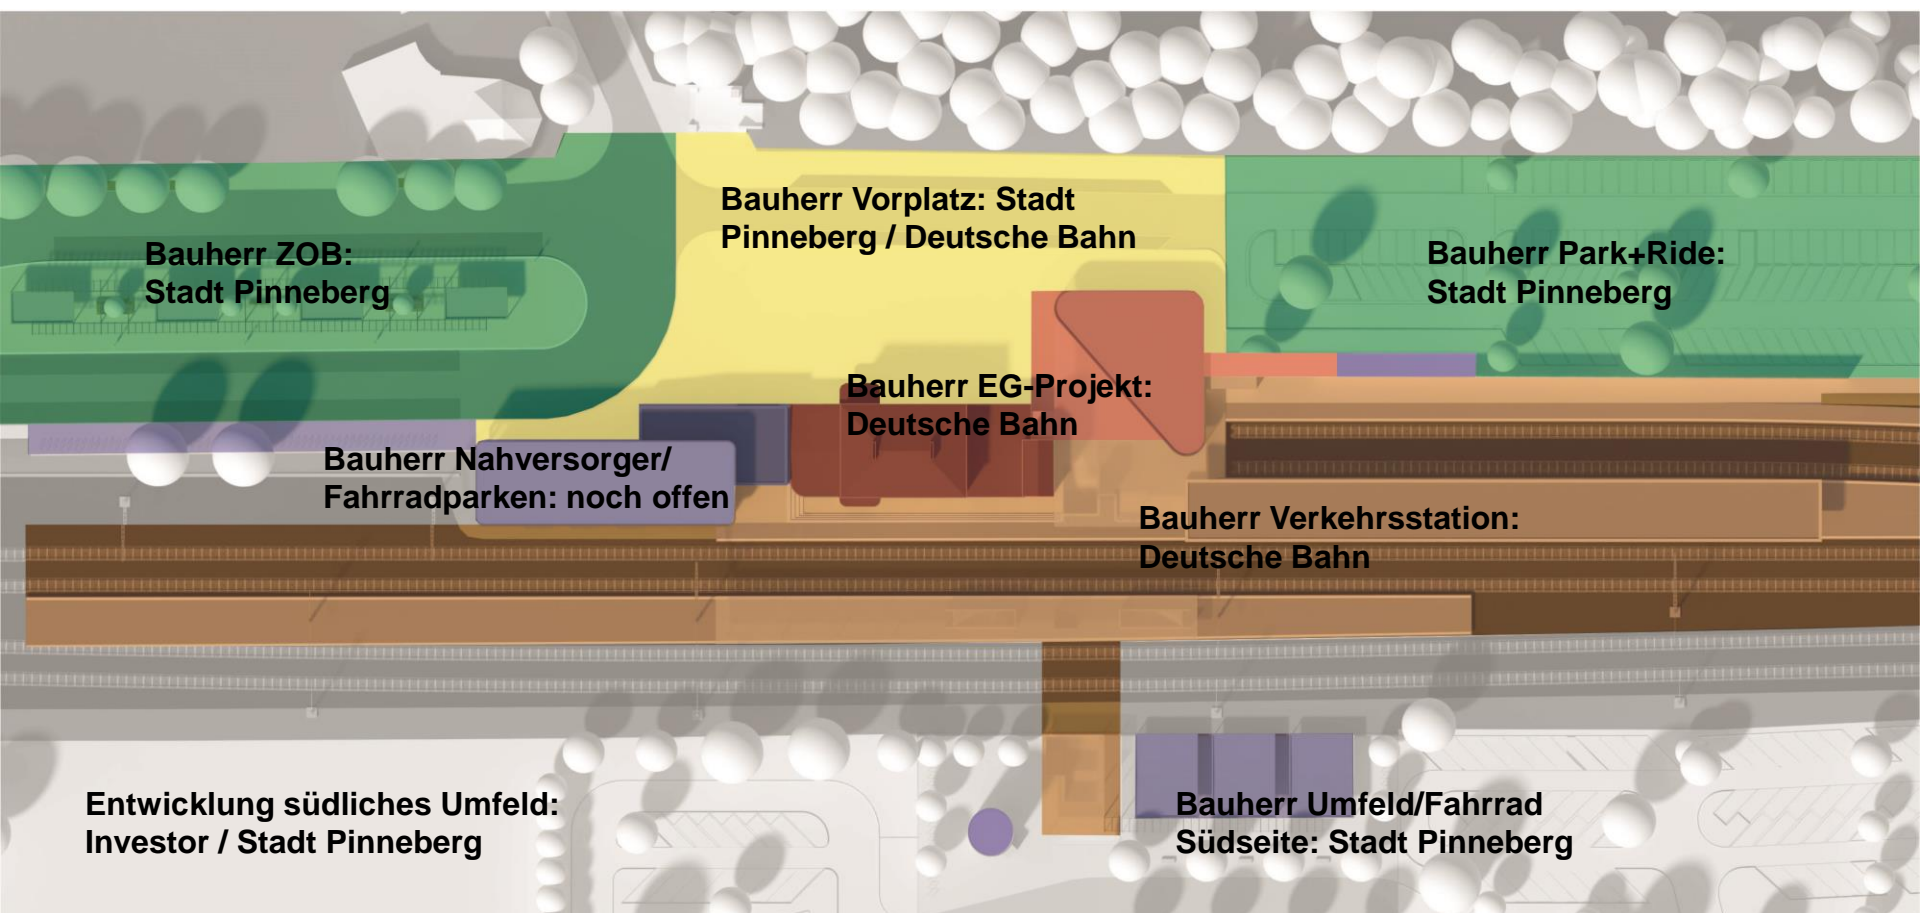 Bauherr Vorplatz: Stadt
Pinneberg / Deutsche Bahn
Bauherr ZOB:
Stadt Pinneberg
Bauherr Park+Ride:
Stadt Pinneberg
Bauherr EG-Projekt:
Deutsche Bahn
Bauherr Nahversorger/
Fahrradparken: noch offen
Bauherr Verkehrsstation:
Deutsche Bahn
Entwicklung südliches Umfeld:
Investor / Stadt Pinneberg
Bauherr Umfeld/Fahrrad
Südseite: Stadt Pinneberg